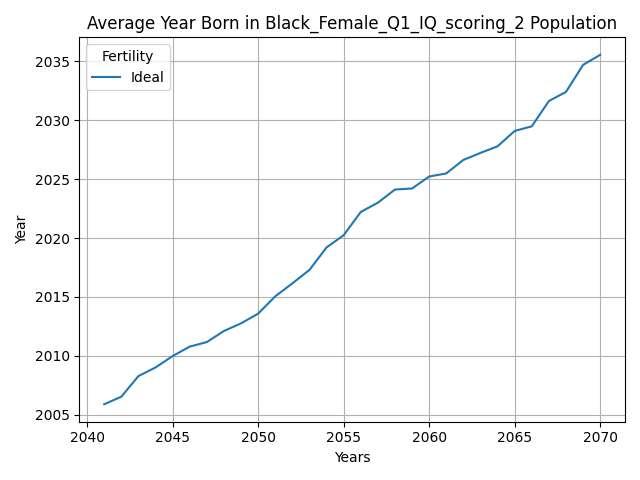 Average Year Born in Black_Female_Q1_IQ_scoring_2 Population
Fertility
Ideal
2035
2030
2025
2020
2015
2010
2005
Year
2040 2045 2050 2055 2060 2065 2070
Years